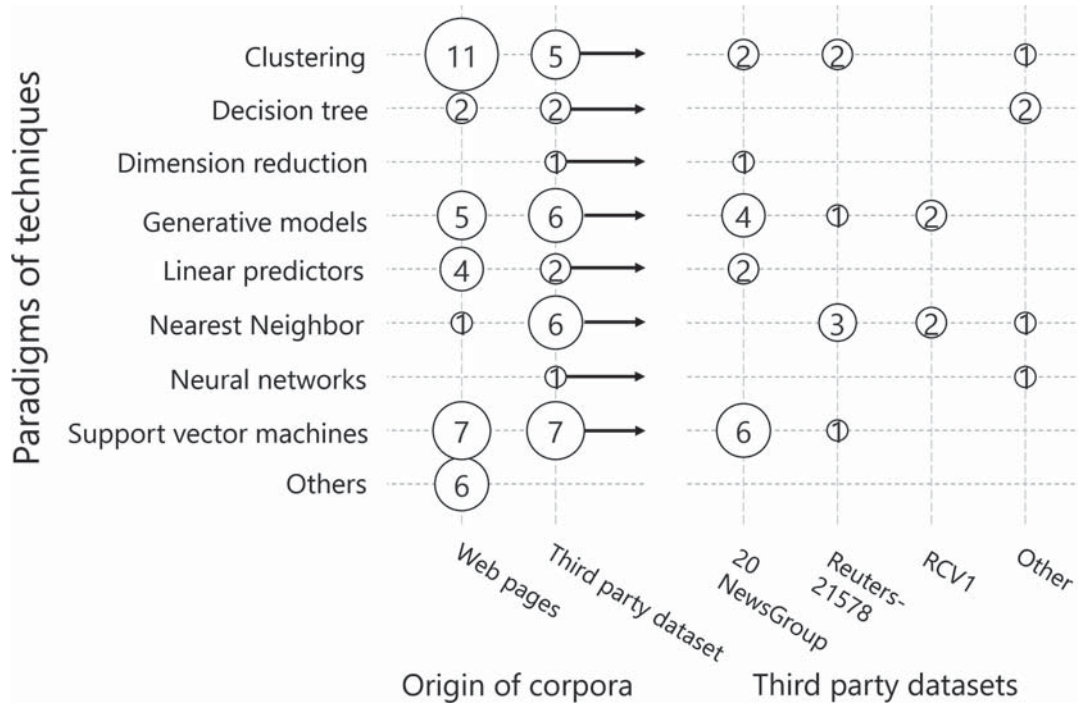 Paradigms of techniques
Clustering 11 5 2 2 1
Decision tree 2 2 2
Dimension reduction 1 1
Generative models 5 6 4 1 2
Linear predictors 4 2 2
Nearest Neighbor 1 6 3 2 1
Neural networks 1 1
Support vector machines 7 7 6 1
Others 6
Web pages
Third party dataset
20
NewsGroup
Reuters-
21578
RCV1
Other
Origin of corpora
Third party datasets